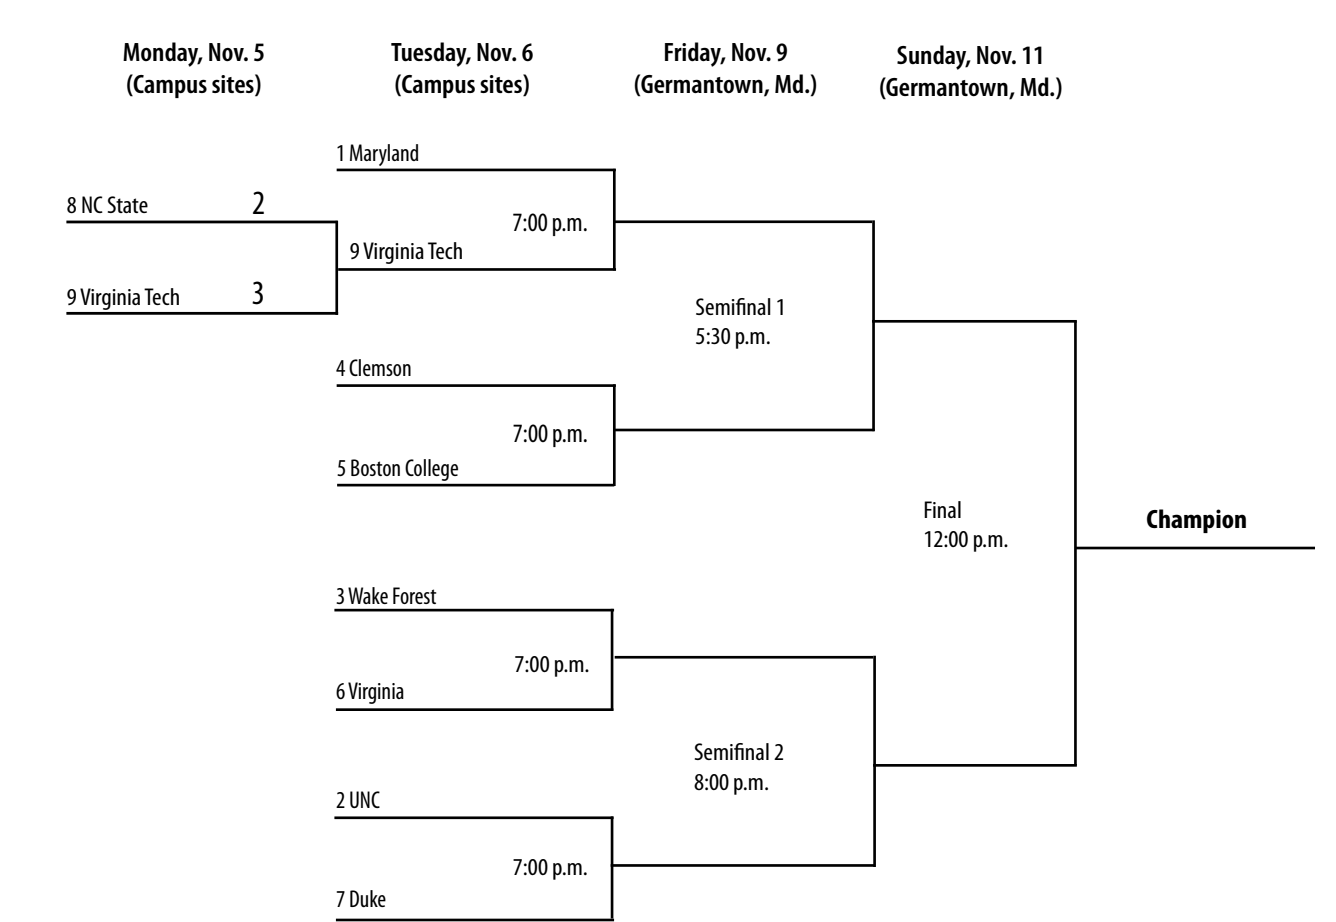 Monday, Nov. 5
(Campus sites)
Tuesday, Nov. 6
(Campus sites)
Friday, Nov. 9
(Germantown, Md.)
Sunday, Nov. 11
(Germantown, Md.)
8 NC State 2
9 Virginia Tech 3
1 Maryland
7:00 p.m.
9 Virginia Tech
4 Clemson
7:00 p.m.
5 Boston College
3 Wake Forest
7:00 p.m.
6 Virginia
2 UNC
7:00 p.m.
7 Duke
Semifinal 1
5:30 p.m.
Semifinal 2
8:00 p.m.
Final
12:00 p.m.
Champion